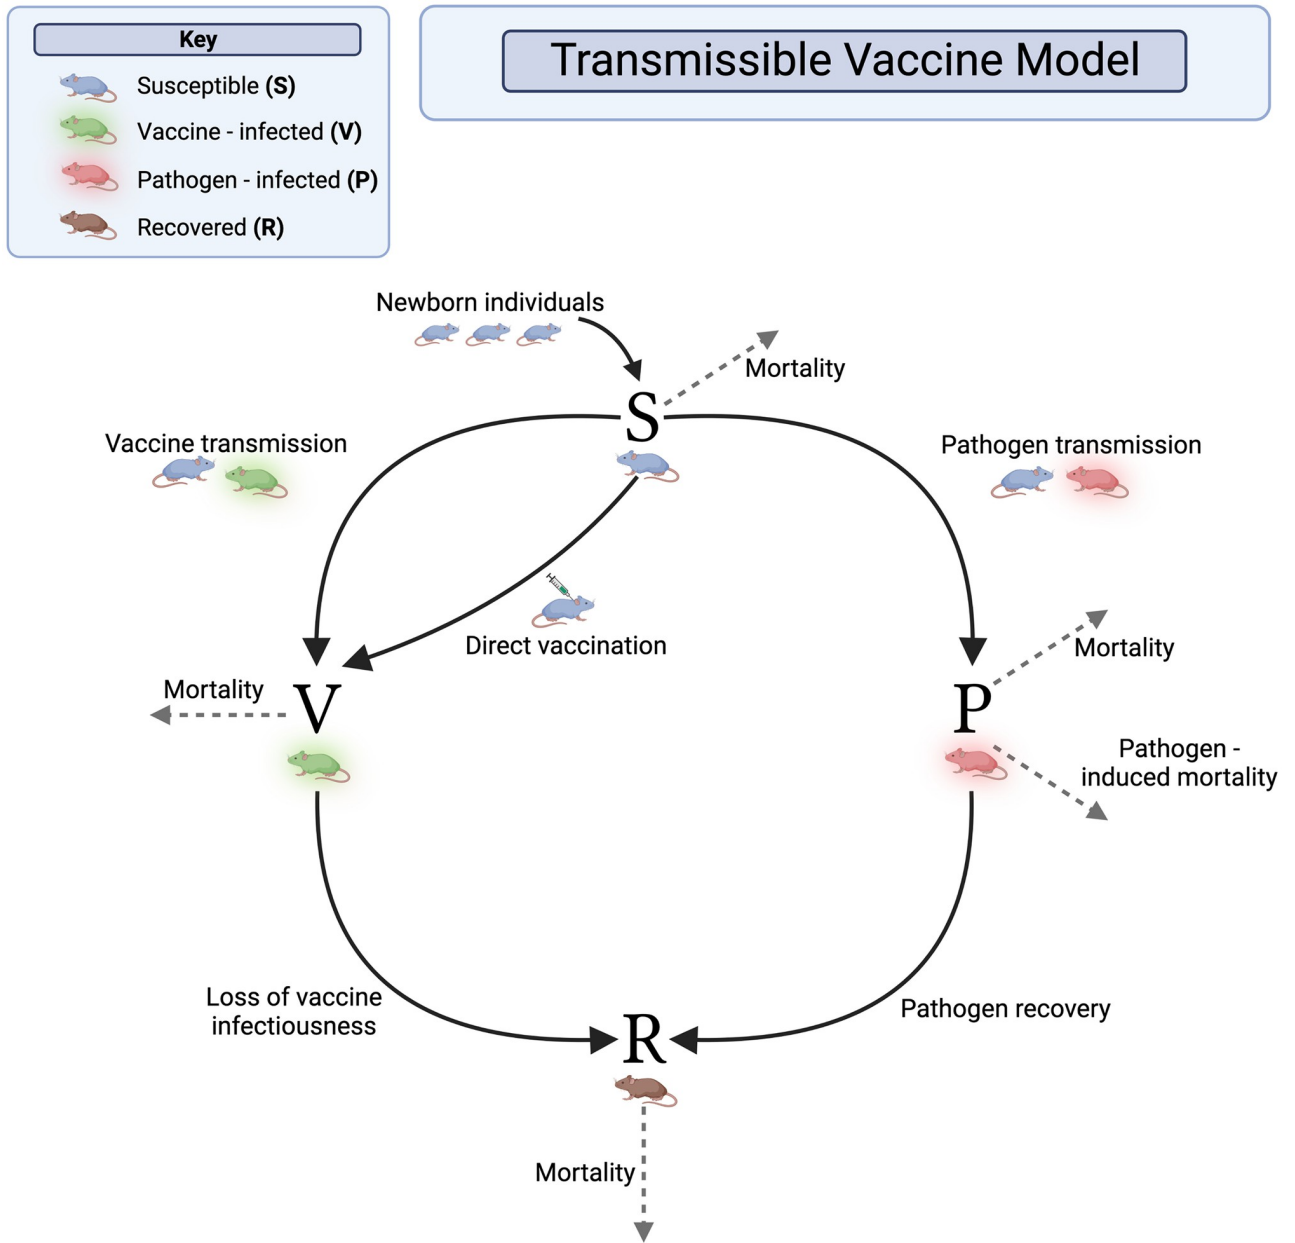 Key
Susceptible (S)
Vaccine - infected (V)
Pathogen - infected (P)
Recovered (R)
Transmissible Vaccine Model
Newborn individuals
Mortality
S
Vaccine transmission
Pathogen transmission
Direct vaccination
Mortality
V
P
Mortality
Pathogen -
induced mortality
Loss of vaccine
infectiousness
Pathogen recovery
R
Mortality